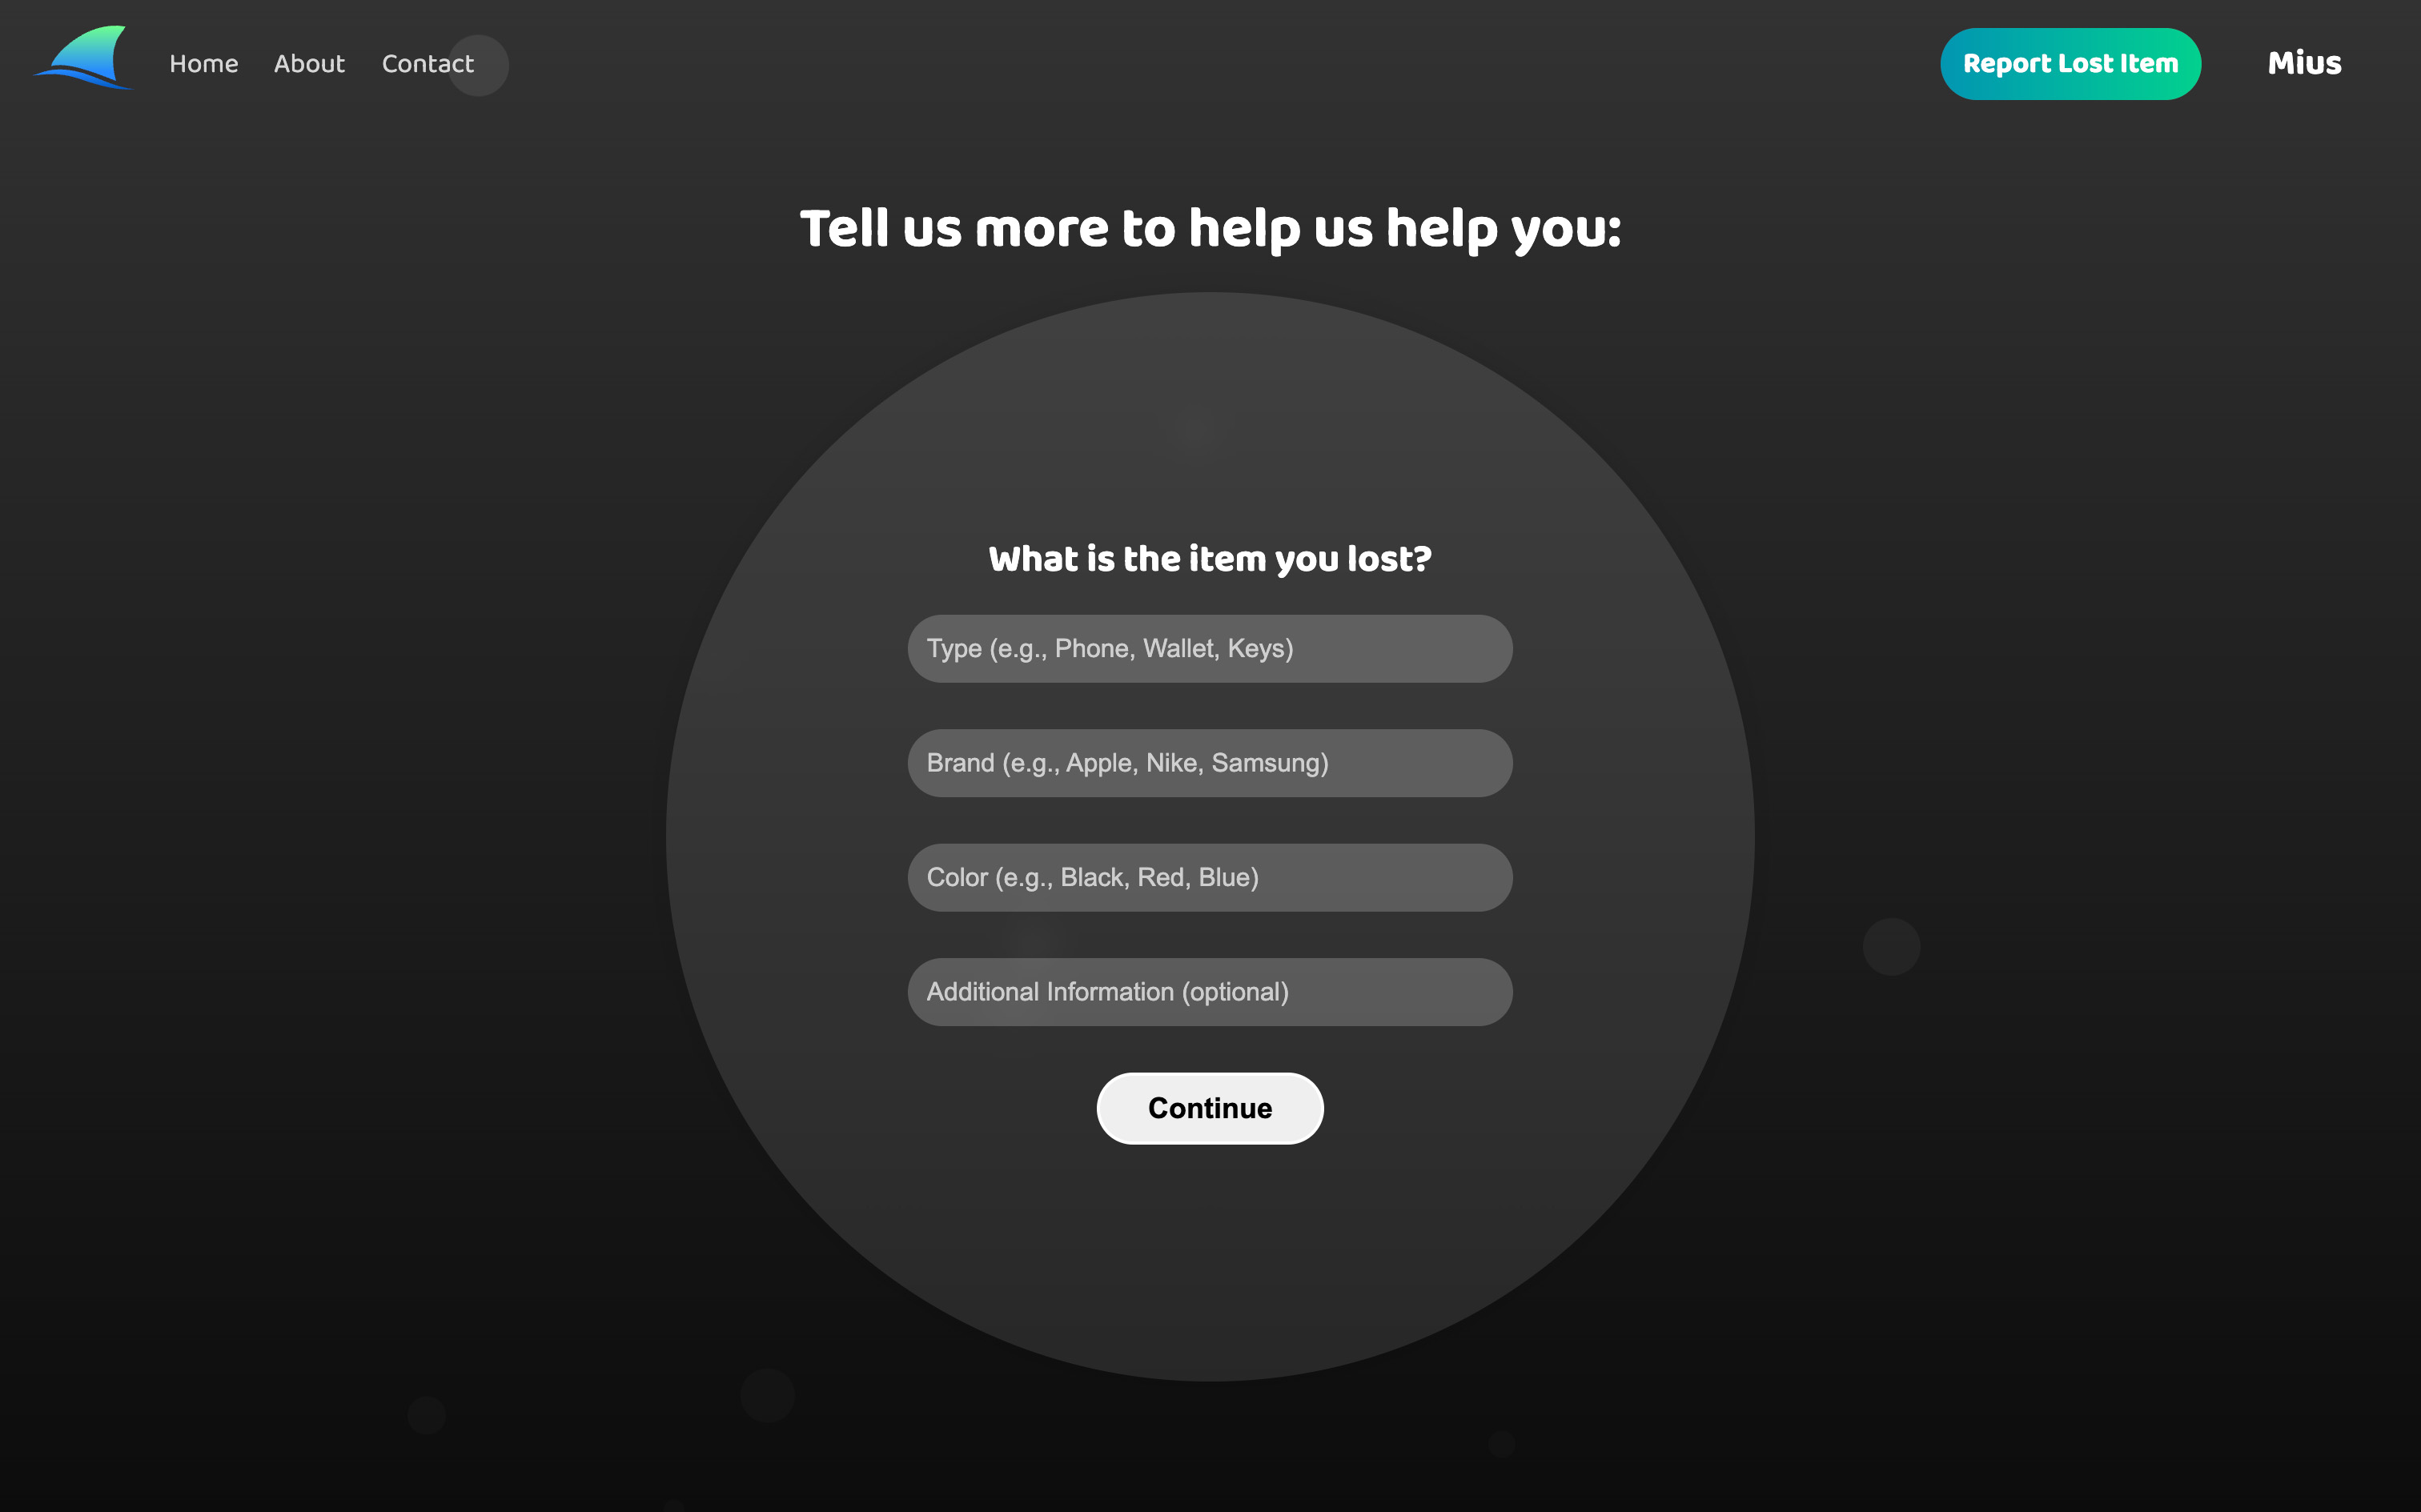 Home About Contact Report Lost Item Mius
Tell us more to help us help you:
What is the item you lost?
Type (e.g., Phone, Wallet, Keys)
Brand (e.g., Apple, Nike, Samsung)
Color (e.g., Black, Red, Blue)
Additional Information (optional)
Continue